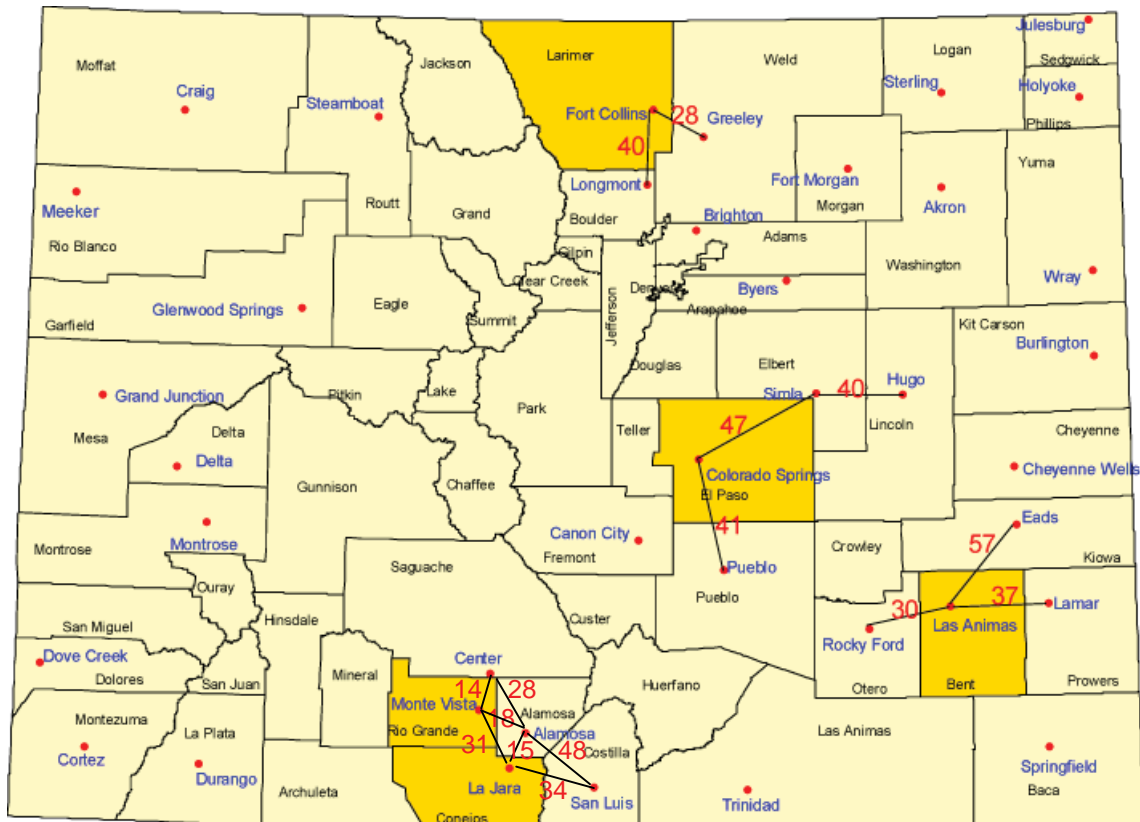 Julesburg
Moffat
Jackson
Larimer
Weld
Logan
Sedgwick
Craig
Steamboat
Fort Collins
28
Greeley
Sterling
Holyoke
Phillips
40
Yuma
Meeker
Routt
Grand
Longmont
Boulder
Fort Morgan
Morgan
Akron
Rio Blanco
Gilpin
Brighton
Adams
Washington
Wray
Clear Creek
Denver
Byers
Glenwood Springs
Eagle
Summit
Jefferson
Arapahoe
Garfield
Kit Carson
Burlington
Douglas
Elbert
Hugo
Grand Junction
Pitkin
Lake
Park
Simla
40
Mesa
Delta
Teller
47
Lincoln
Cheyenne
Delta
Gunnison
Chaffee
Colorado Springs
El Paso
Cheyenne Wells
Montrose
Montrose
Canon City
Fremont
41
Eads
57
Crowley
Kiowa
Ouray
Saguache
Pueblo
Pueblo
San Miguel
Hinsdale
Custer
30
37
Lamar
Las Animas
Rocky Ford
Dove Creek
Dolores
San Juan
Mineral
Center
Huerfano
Otero
Bent
Prowers
14
28
Montezuma
La Plata
Monte Vista
18
Alamosa
Rio Grande
Alamosa
Las Animas
31
15
48
Costilla
Cortez
Durango
Archuleta
La Jara
34
San Luis
Trinidad
Springfield
Baca
Conejos